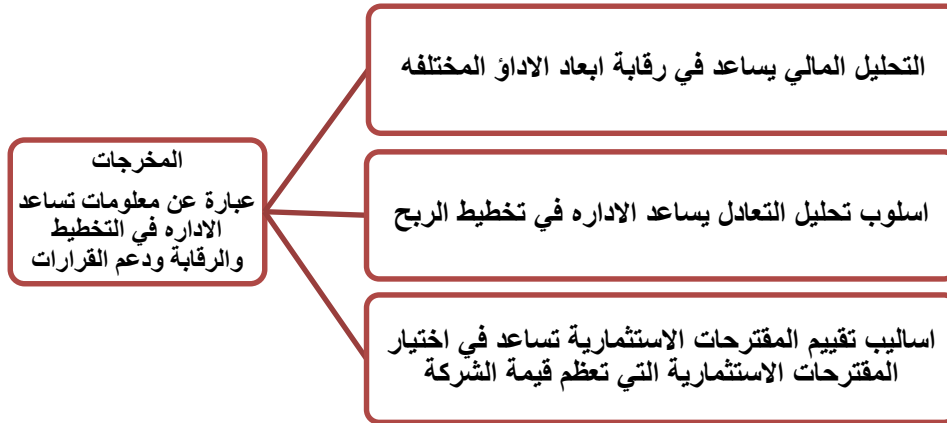 المخرجات
عبارة عن معلومات تساعد
الاداره في التخطيط
والرقابة ودعم القرارات
التحليل المالي يساعد في رقابة ابعاد الاداؤ المختلفه
اسلوب تحليل التعادل يساعد الاداره في تخطيط الربح
اساليب تقييم المقترحات الاستثمارية تساعد في اختيار
المقترحات الاستثمارية التي تعظم قيمة الشركة